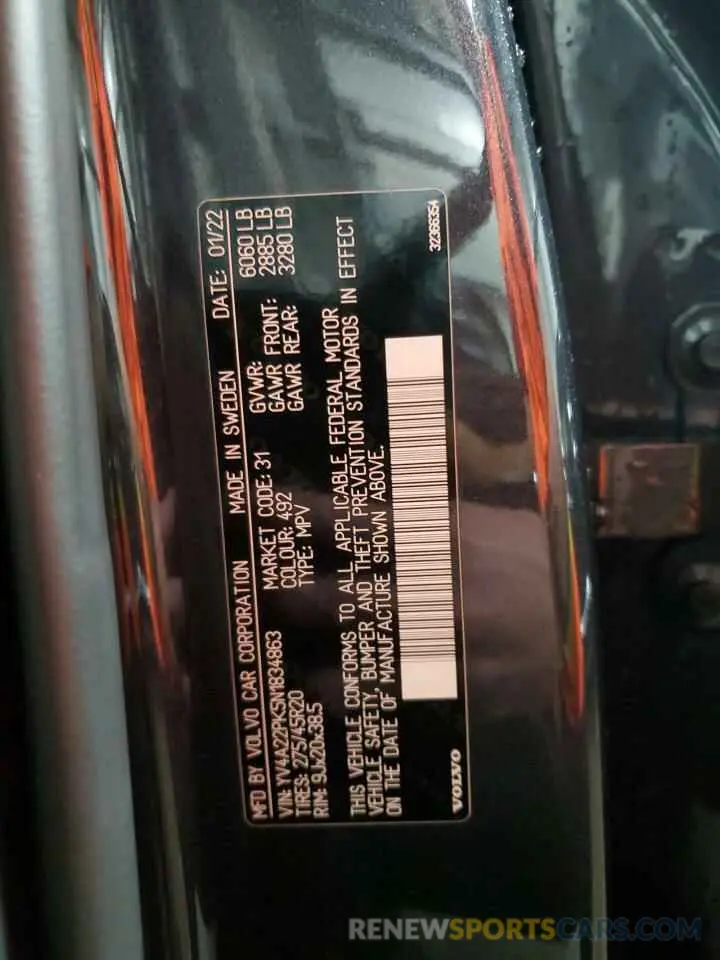 MFD BY VOLVO CAR CORPORATION MADE IN SWEDEN DATE: 01/22
VIN: YV4A22PK5N1834863 MARKET CODE: 31 GVWR: 6060 LB
TIRES: 275/45R20 COLOUR: 492 GAWR FRONT: 2885 LB
RIM: 9Jx20x38.5 TYPE: MPV GAWR REAR: 3280 LB
THIS VEHICLE CONFORMS TO ALL APPLICABLE FEDERAL MOTOR
VEHICLE SAFETY, BUMPER AND THEFT PREVENTION STANDARDS IN EFFECT
ON THE DATE OF MANUFACTURE SHOWN ABOVE.
VOLVO 32366354
RENEWSPORTSCARS.COM